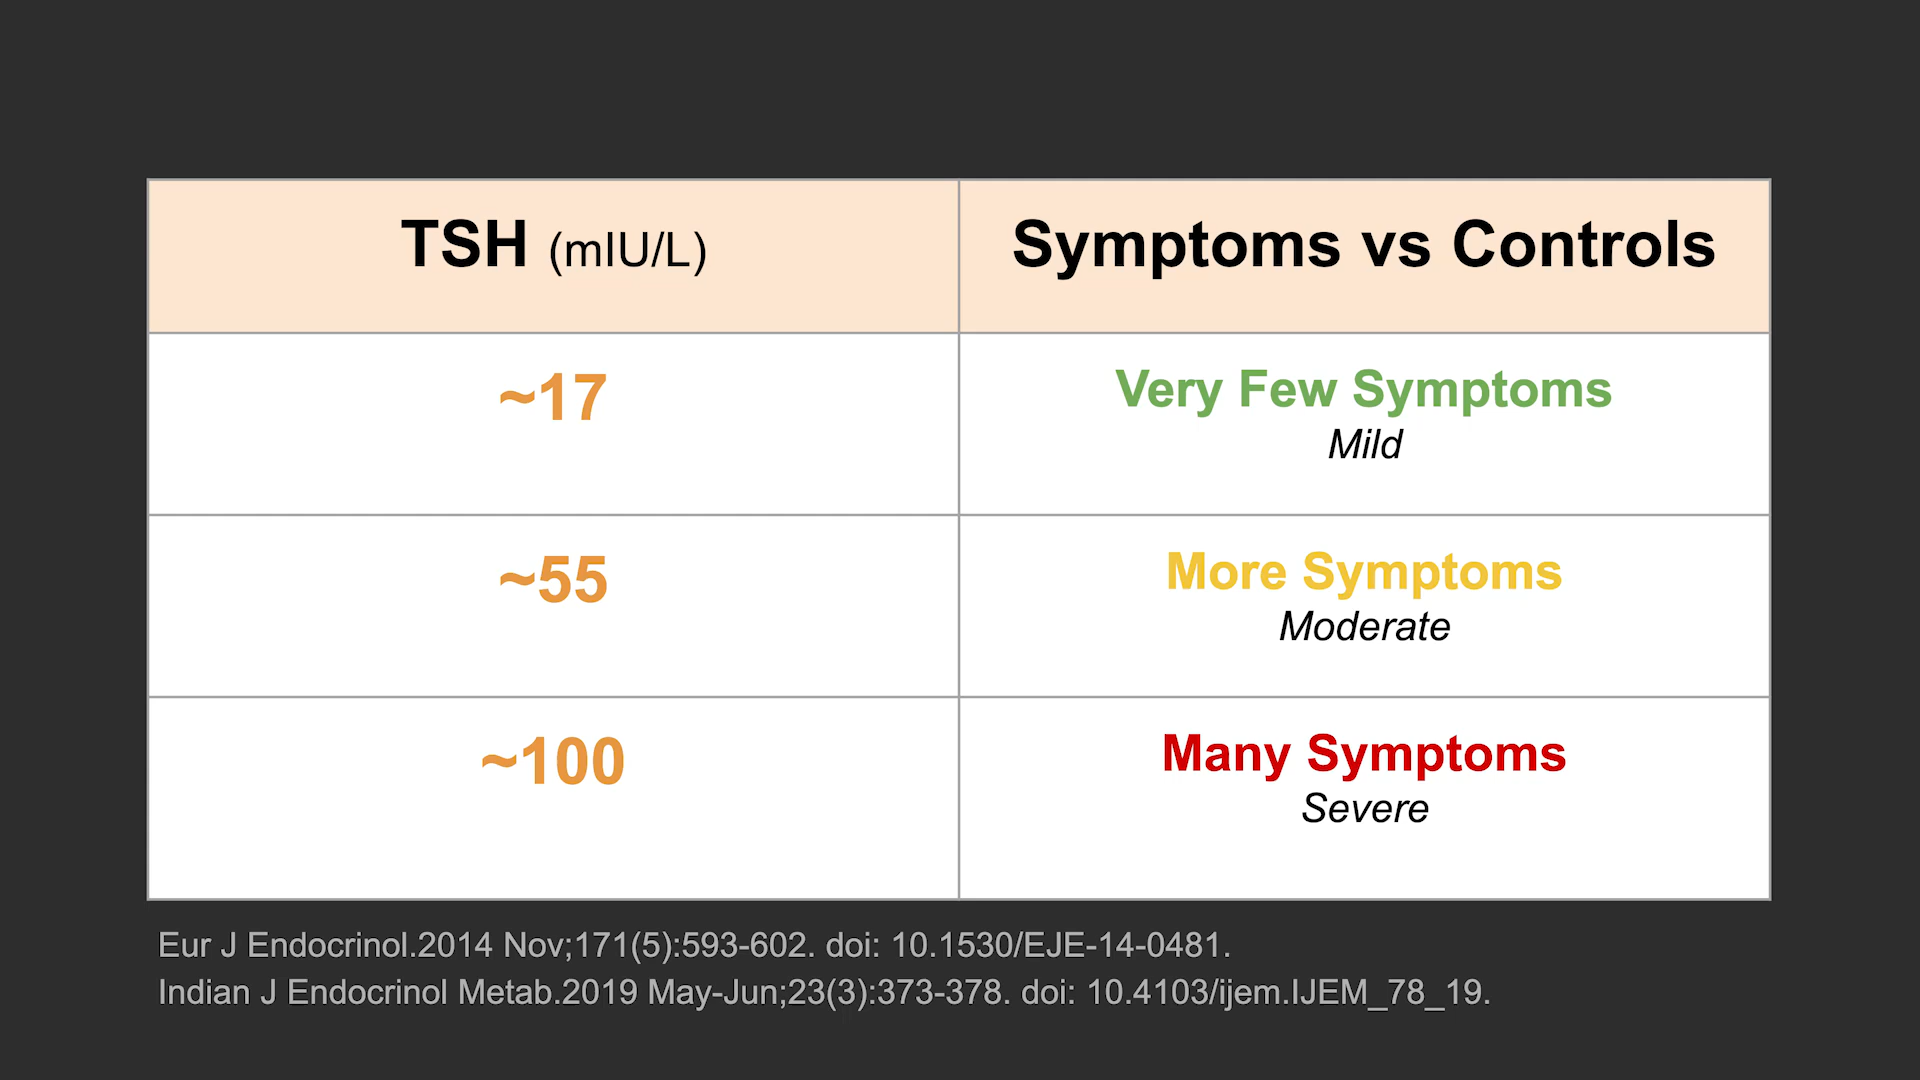 TSH (mIU/L)
Symptoms vs Controls
~17
Very Few Symptoms
Mild
~55
More Symptoms
Moderate
~100
Many Symptoms
Severe
Eur J Endocrinol.2014 Nov;171(5):593-602. doi: 10.1530/EJE-14-0481.
Indian J Endocrinol Metab.2019 May-Jun;23(3):373-378. doi: 10.4103/ijem.IJEM_78_19.